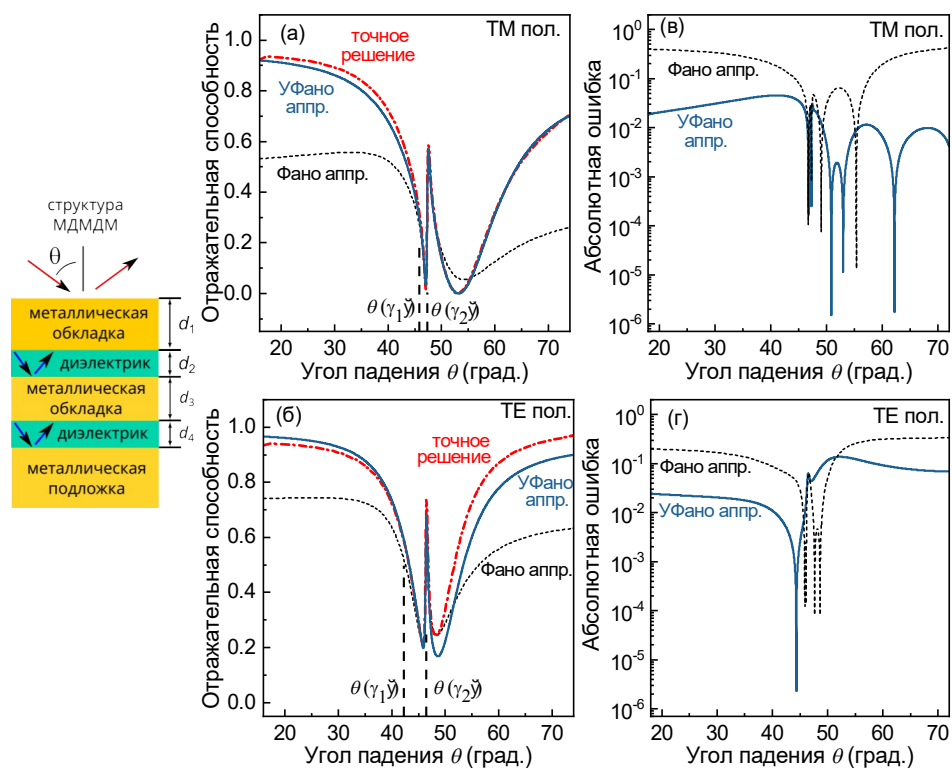 структура
МДМДМ
θ
металлическая
обкладка
d₁
диэлектрик
d₂
металлическая
обкладка
d₃
диэлектрик
d₄
металлическая
подложка
(а)
ТМ пол.
точное
решение
УФано
аппр.
Фано аппр.
Отражательная способность
1.0
0.8
0.6
0.4
0.2
0.0
θ(γ₁ў)
θ(γ₂ў)
20 30 40 50 60 70
Угол падения θ (град.)
(в)
ТМ пол.
Фано аппр.
УФано
аппр.
Абсолютная ошибка
10⁰
10⁻¹
10⁻²
10⁻³
10⁻⁴
10⁻⁵
10⁻⁶
20 30 40 50 60 70
Угол падения θ (град.)
(б)
ТЕ пол.
точное
решение
УФано
аппр.
Фано аппр.
Отражательная способность
1.0
0.8
0.6
0.4
0.2
0.0
θ(γ₁ў)
θ(γ₂ў)
20 30 40 50 60 70
Угол падения θ (град.)
(г)
ТЕ пол.
Фано аппр.
УФано аппр.
Абсолютная ошибка
10⁰
10⁻¹
10⁻²
10⁻³
10⁻⁴
10⁻⁵
10⁻⁶
20 30 40 50 60 70
Угол падения θ (град.)